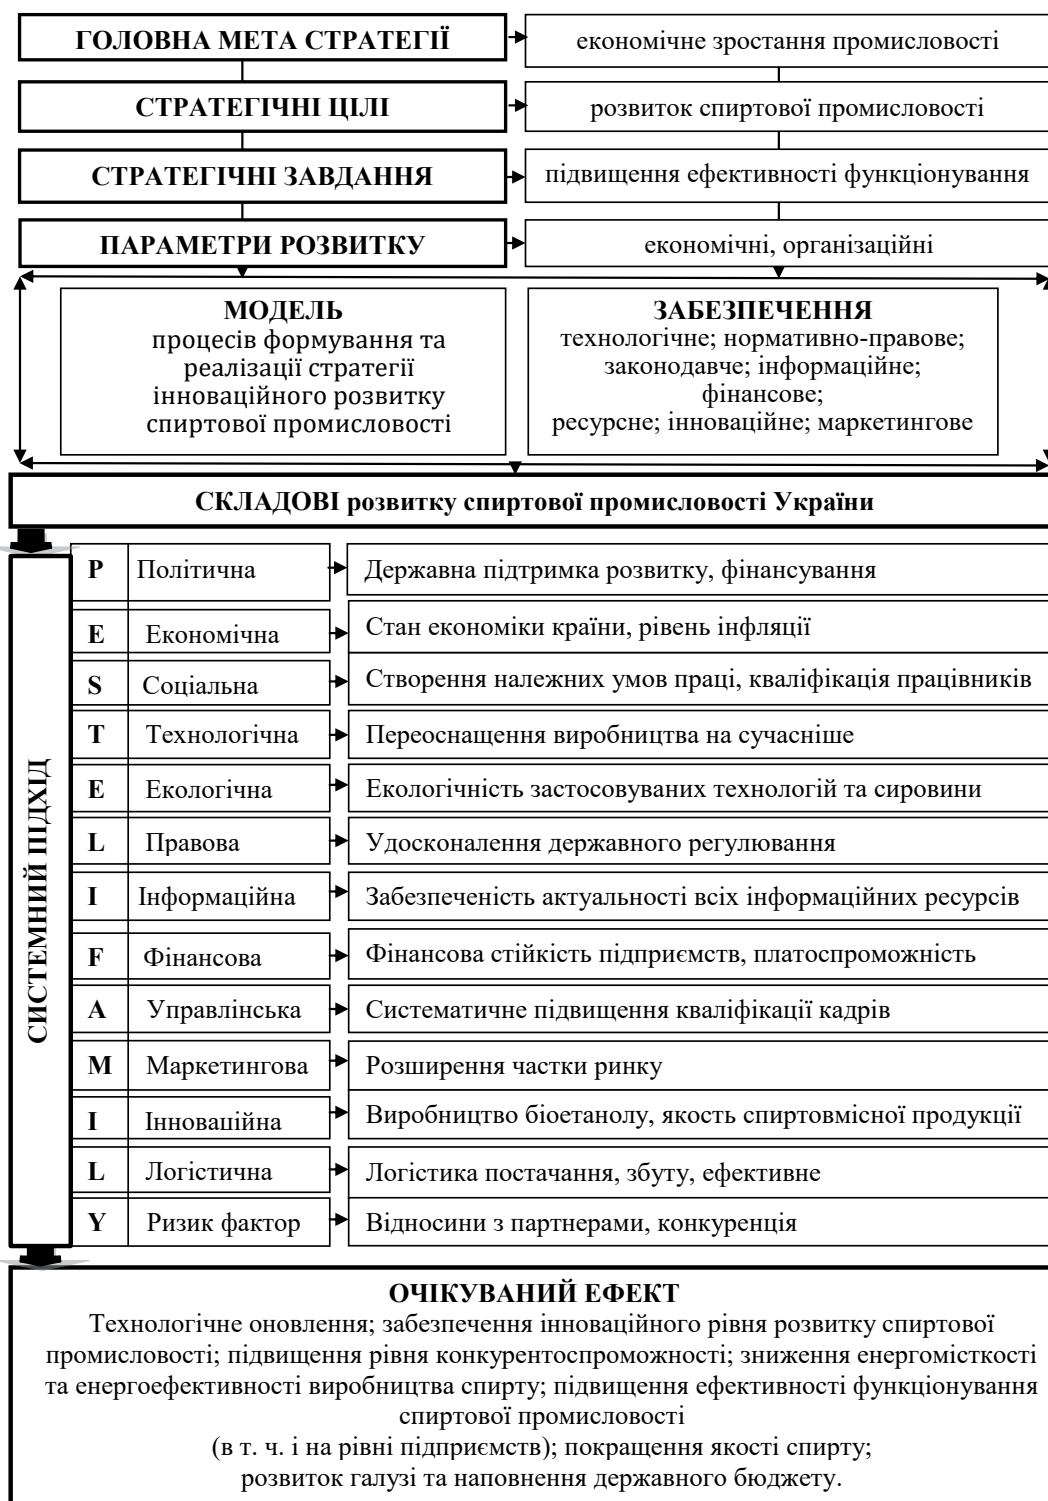 ГОЛОВНА МЕТА СТРАТЕГІЇ
економічне зростання промисловості
СТРАТЕГІЧНІ ЦІЛІ
розвиток спиртової промисловості
СТРАТЕГІЧНІ ЗАВДАННЯ
підвищення ефективності функціонування
ПАРАМЕТРИ РОЗВИТКУ
економічні, організаційні
МОДЕЛЬ
процесів формування та
реалізації стратегії
інноваційного розвитку
спиртової промисловості
ЗАБЕЗПЕЧЕННЯ
технологічне; нормативно-правове;
законодавче; інформаційне;
фінансове;
ресурсне; інноваційне; маркетингове
СКЛАДОВІ розвитку спиртової промисловості України
СИСТЕМНИЙ ПІДХІД
P Політична Державна підтримка розвитку, фінансування
E Економічна Стан економіки країни, рівень інфляції
S Соціальна Створення належних умов праці, кваліфікація працівників
T Технологічна Переоснащення виробництва на сучасніше
E Екологічна Екологічність застосовуваних технологій та сировини
L Правова Удосконалення державного регулювання
I Інформаційна Забезпеченість актуальності всіх інформаційних ресурсів
F Фінансова Фінансова стійкість підприємств, платоспроможність
A Управлінська Систематичне підвищення кваліфікації кадрів
M Маркетингова Розширення частки ринку
I Інноваційна Виробництво біоетанолу, якость спиртовмісної продукції
L Логістична Логістика постачання, збуту, ефективне
Y Ризик фактор Відносини з партнерами, конкуренція
ОЧІКУВАНИЙ ЕФЕКТ
Технологічне оновлення; забезпечення інноваційного рівня розвитку спиртової
промисловості; підвищення рівня конкурентоспроможності; зниження енергомісткості
та енергоефективності виробництва спирту; підвищення ефективності функціонування
спиртової промисловості
(в т. ч. і на рівні підприємств); покращення якості спирту;
розвиток галузі та наповнення державного бюджету.